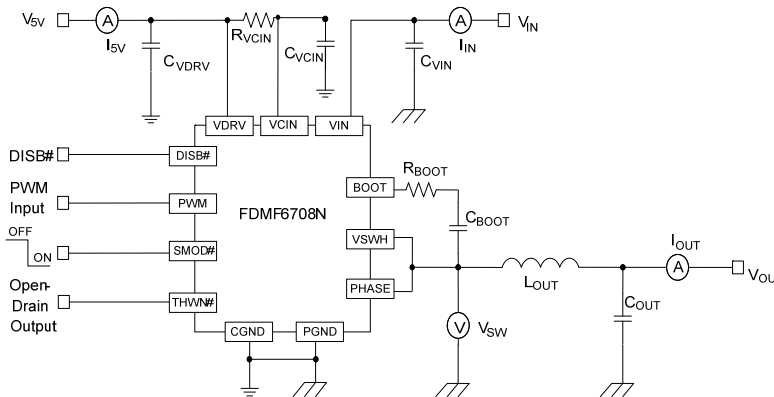 V5V
A
I5V
CVDRV
RVCIN
CVCIN
CVIN
A
IIN
VIN
VDRV
VCIN
VIN
DISB#
DISB#
PWM
Input
PWM
FDMF6708N
BOOT
RBOOT
CBOOT
OFF
ON
SMOD#
VSWH
PHASE
Open-
Drain
Output
THWN#
CGND
PGND
V
VSW
LOUT
COUT
IOUT
A
VOU